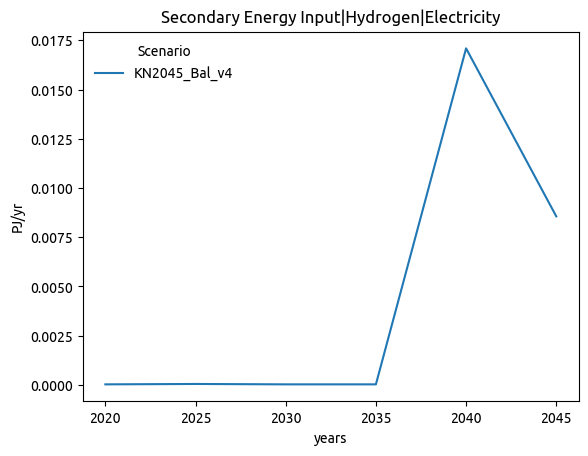 Secondary Energy Input|Hydrogen|Electricity
Scenario
KN2045_Bal_v4
PJ/yr
0.0175
0.0150
0.0125
0.0100
0.0075
0.0050
0.0025
0.0000
2020 2025 2030 2035 2040 2045
years